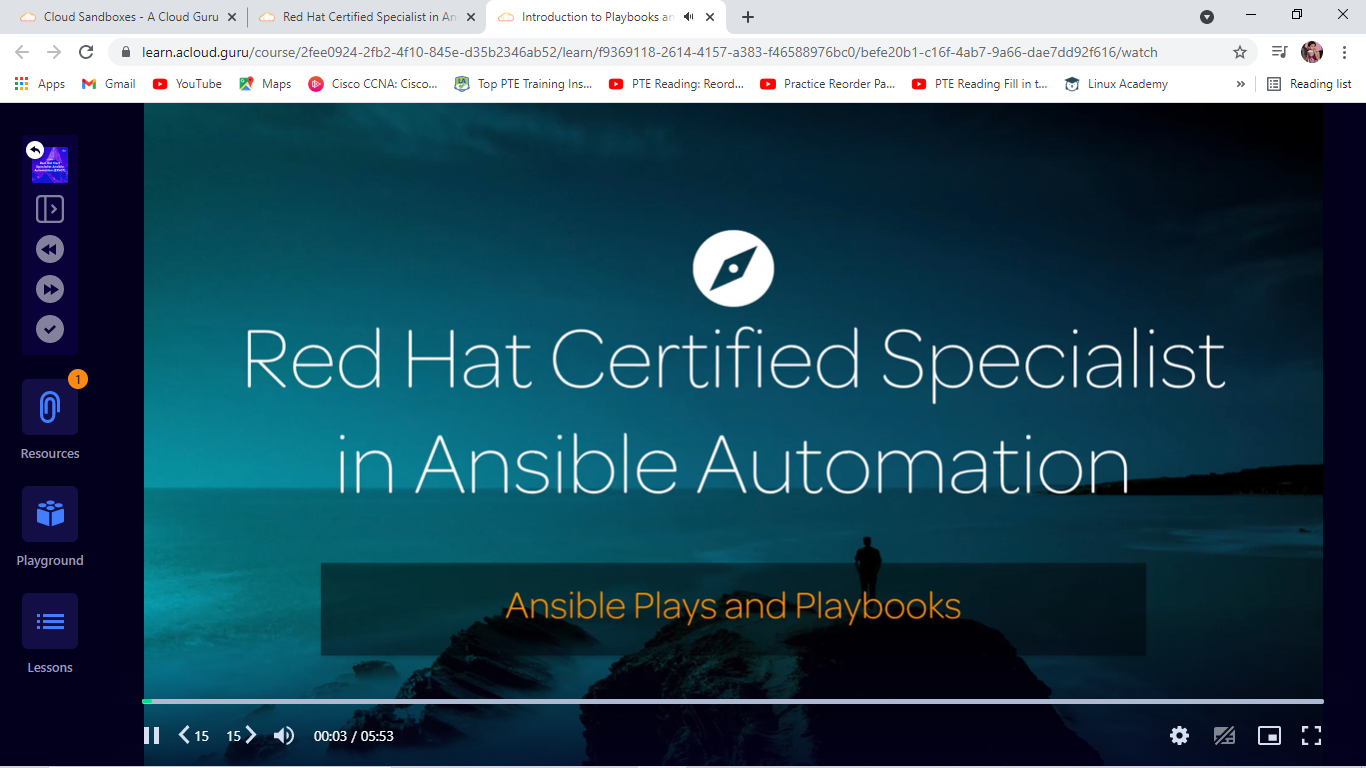 Cloud Sandboxes - A Cloud Guru
Red Hat Certified Specialist in An
Introduction to Playbooks an
learn.acloud.guru/course/2fee0924-2fb2-4f10-845e-d35b2346ab52/learn/f9369118-2614-4157-a383-f46588976bc0/befe20b1-c16f-4ab7-9a66-dae7dd92f616/watch
Apps
Gmail
YouTube
Maps
Cisco CCNA: Cisco...
Top PTE Training Ins...
PTE Reading: Reord...
Practice Reorder Pa...
PTE Reading Fill in t...
Linux Academy
»
Reading list
1
Resources
Playground
Lessons
Red Hat Certified Specialist
in Ansible Automation
Ansible Plays and Playbooks
15
15
00:03 / 05:53